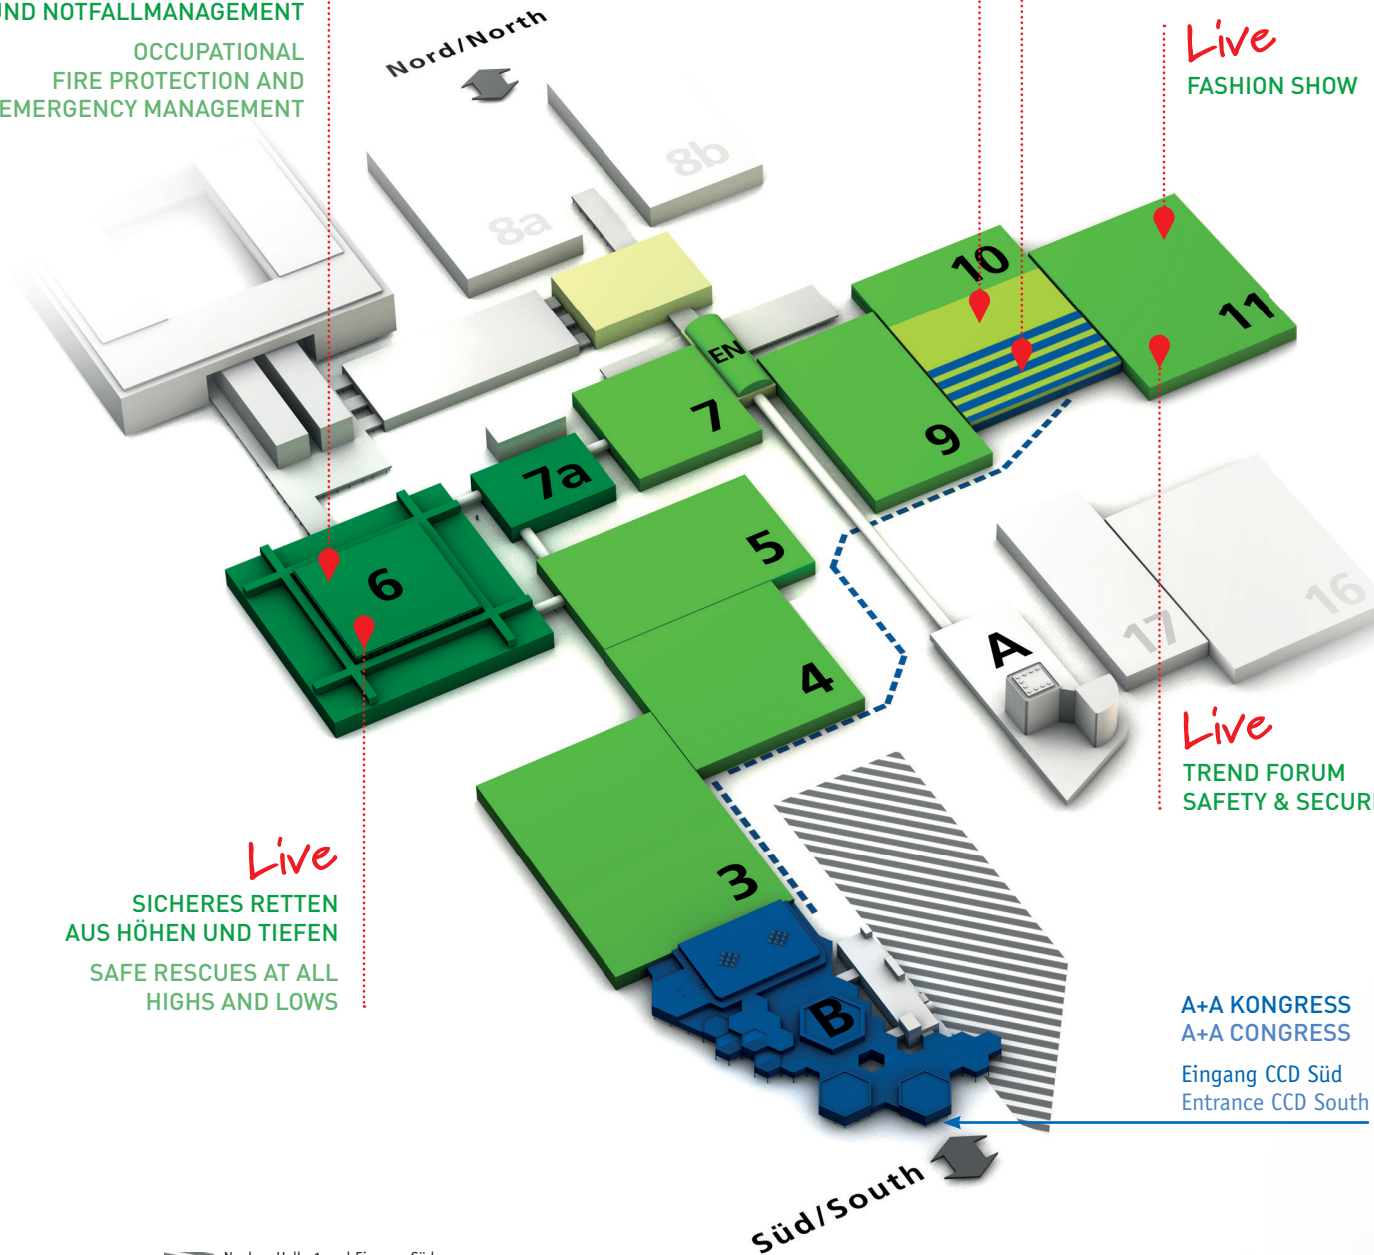 UND NOTFALLMANAGEMENT
OCCUPATIONAL
FIRE PROTECTION AND
EMERGENCY MANAGEMENT
Nord/North
Live
FASHION SHOW
8b
8a
10
11
EN
7
9
7a
5
6
16
17
A
4
Live
TREND FORUM
3
Live
SICHERES RETTEN
AUS HÖHEN UND TIEFEN
SAFE RESCUES AT ALL
HIGHS AND LOWS
B
A+A KONGRESS
A+A CONGRESS
Eingang CCD Süd
Entrance CCD South
Süd/South
SAFETY &